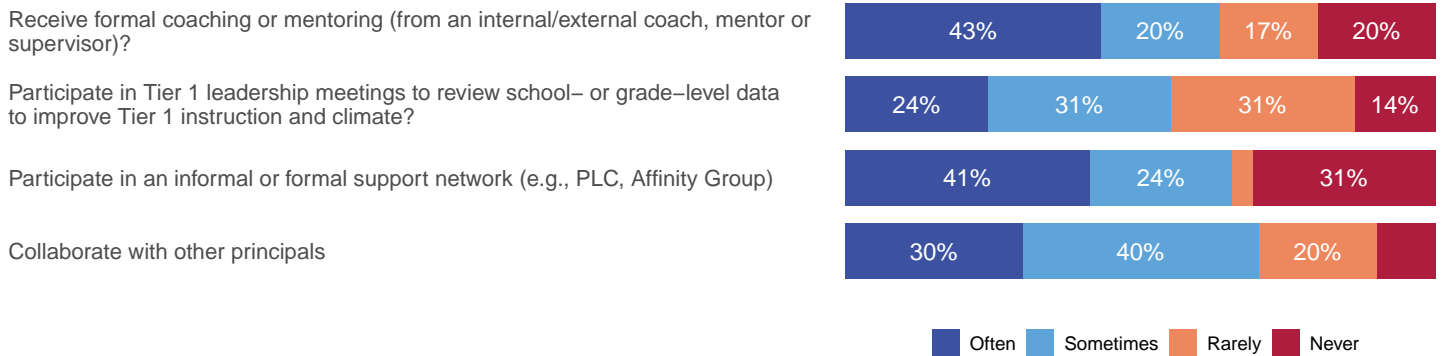 Receive formal coaching or mentoring (from an internal/external coach, mentor or
supervisor)?
43% 20% 17% 20%
Participate in Tier 1 leadership meetings to review school− or grade−level data
to improve Tier 1 instruction and climate?
24% 31% 31% 14%
Participate in an informal or formal support network (e.g., PLC, Affinity Group)
41% 24% 31%
Collaborate with other principals
30% 40% 20%
Often Sometimes Rarely Never